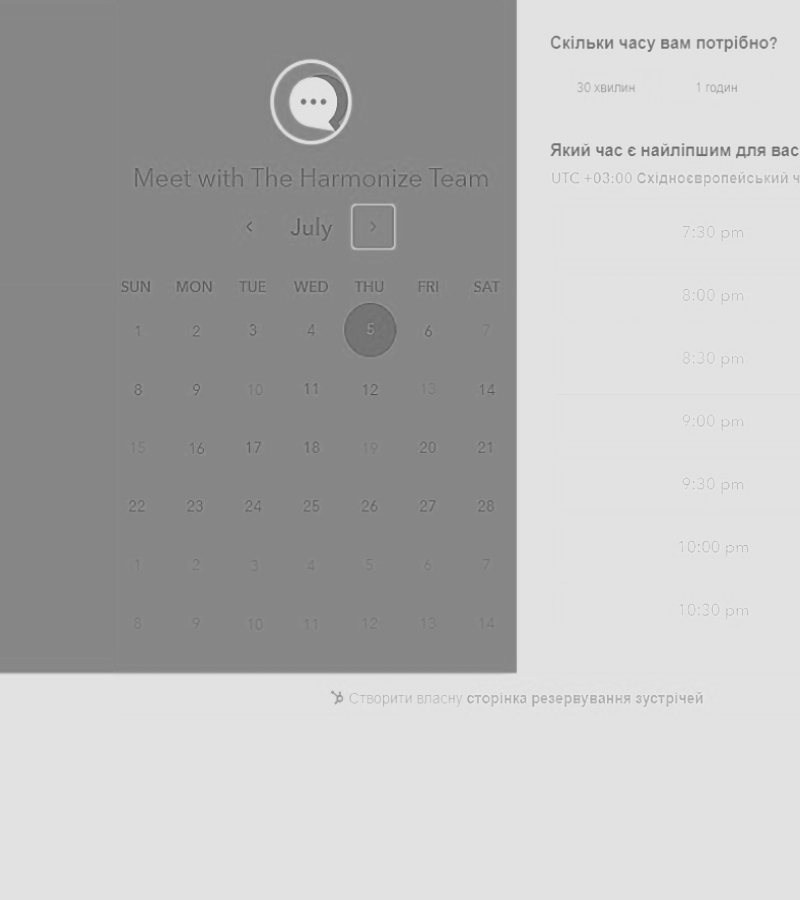 Meet with The Harmonize Team
July
SUN MON TUE WED THU FRI SAT
1 2 3 4 5 6 7
8 9 10 11 12 13 14
15 16 17 18 19 20 21
22 23 24 25 26 27 28
1 2 3 4 5 6 7
8 9 10 11 12 13 14
Скільки часу вам потрібно?
30 хвилин 1 годин
Який час є найліпшим для вас
UTC +03:00 Східноєвропейський ч
7:30 pm
8:00 pm
8:30 pm
9:00 pm
9:30 pm
10:00 pm
10:30 pm
Створити власну сторінка резервування зустрічей